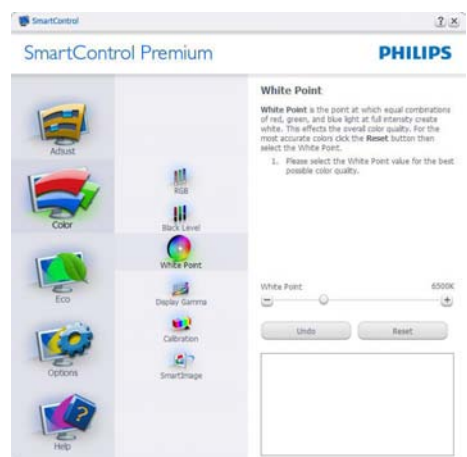 SmartControl
SmartControl Premium
PHILIPS
Adjust
Color
Eco
Options
Help
RGB
Black Level
White Point
Display Gamma
Calibration
SmartImage
White Point
White Point is the point at which equal combinations
of red, green, and blue light at full intensity create
white. This effects the overall color quality. For the
most accurate colors click the Reset button then
select the White Point.
1. Please select the White Point value for the best
possible color quality.
White Point 6500K
Undo Reset